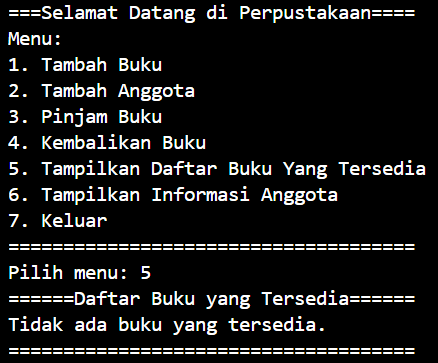 ===Selamat Datang di Perpustakaan====
Menu:
1. Tambah Buku
2. Tambah Anggota
3. Pinjam Buku
4. Kembalikan Buku
5. Tampilkan Daftar Buku Yang Tersedia
6. Tampilkan Informasi Anggota
7. Keluar
=====================================
Pilih menu: 5
======Daftar Buku yang Tersedia======
Tidak ada buku yang tersedia.
=====================================